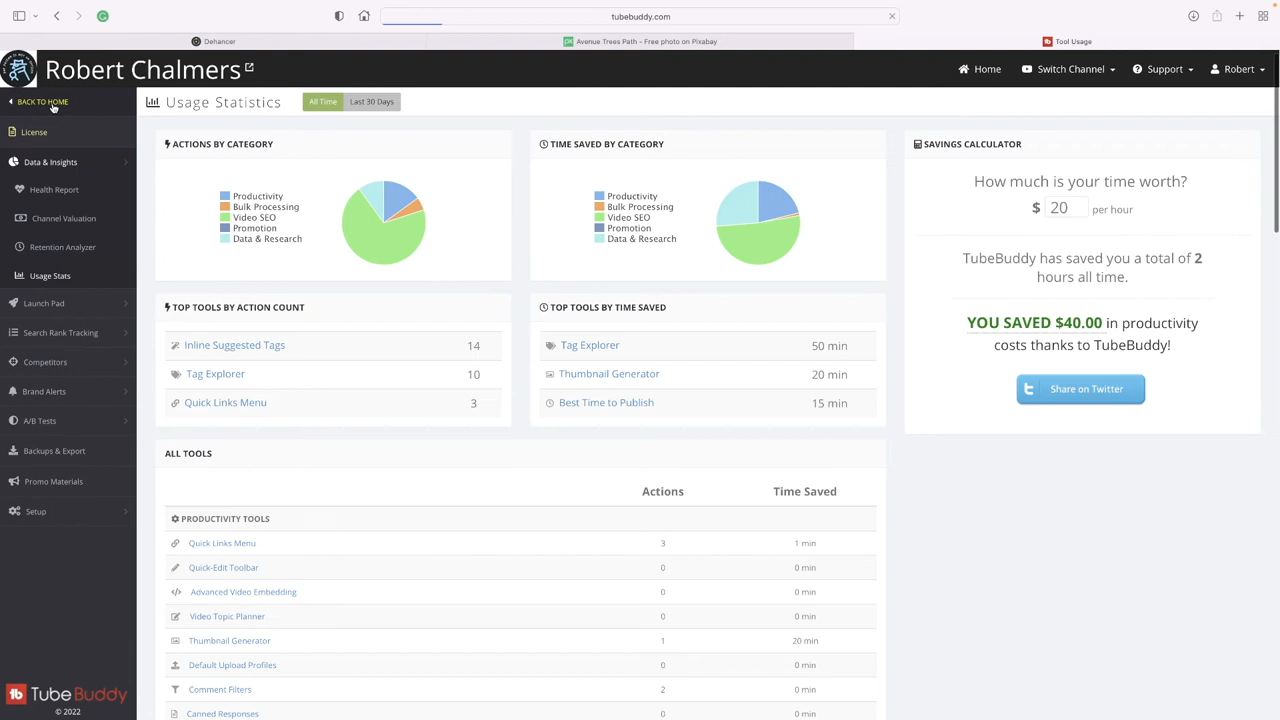 tubebuddy.com
Dehancer
Avenue Trees Path - Free photo on Pixabay
Tool Usage
Robert Chalmers
Home
Switch Channel
Support
Robert
BACK TO HOME
License
Data & Insights
Health Report
Channel Valuation
Retention Analyzer
Usage Stats
Launch Pad
Search Rank Tracking
Competitors
Brand Alerts
A/B Tests
Backups & Export
Promo Materials
Setup
TubeBuddy
© 2022
Usage Statistics
All Time
Last 30 Days
ACTIONS BY CATEGORY
Productivity
Bulk Processing
Video SEO
Promotion
Data & Research
TIME SAVED BY CATEGORY
Productivity
Bulk Processing
Video SEO
Promotion
Data & Research
TOP TOOLS BY ACTION COUNT
Inline Suggested Tags 14
Tag Explorer 10
Quick Links Menu 3
TOP TOOLS BY TIME SAVED
Tag Explorer 50 min
Thumbnail Generator 20 min
Best Time to Publish 15 min
SAVINGS CALCULATOR
How much is your time worth?
$ 20 per hour
TubeBuddy has saved you a total of 2
hours all time.
YOU SAVED $40.00 in productivity
costs thanks to TubeBuddy!
Share on Twitter
ALL TOOLS
Actions Time Saved
PRODUCTIVITY TOOLS
Quick Links Menu 3 1 min
Quick-Edit Toolbar 0 0 min
Advanced Video Embedding 0 0 min
Video Topic Planner 0 0 min
Thumbnail Generator 1 20 min
Default Upload Profiles 0 0 min
Comment Filters 2 0 min
Canned Responses 0 0 min